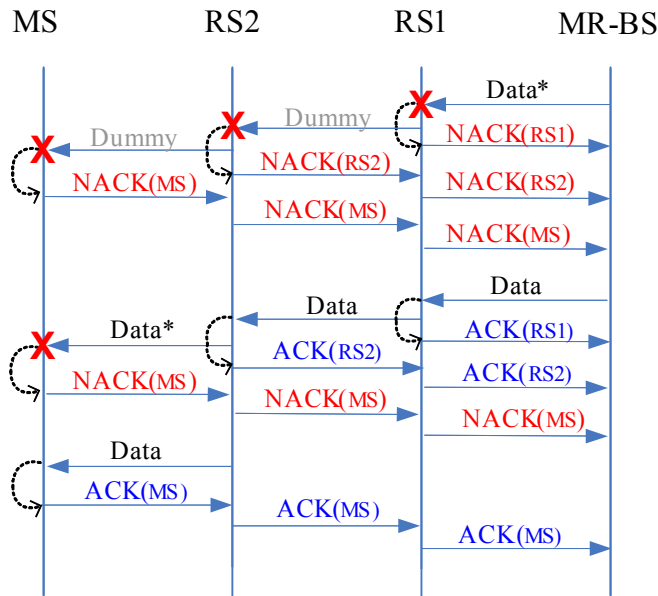 MS RS2 RS1 MR-BS
Data*
Dummy
Dummy
NACK(RS1)
NACK(RS2)
NACK(MS)
NACK(RS2)
NACK(MS)
NACK(MS)
Data
Data
Data*
ACK(RS1)
ACK(RS2)
NACK(MS)
ACK(RS2)
NACK(MS)
NACK(MS)
Data
ACK(MS)
ACK(MS)
ACK(MS)